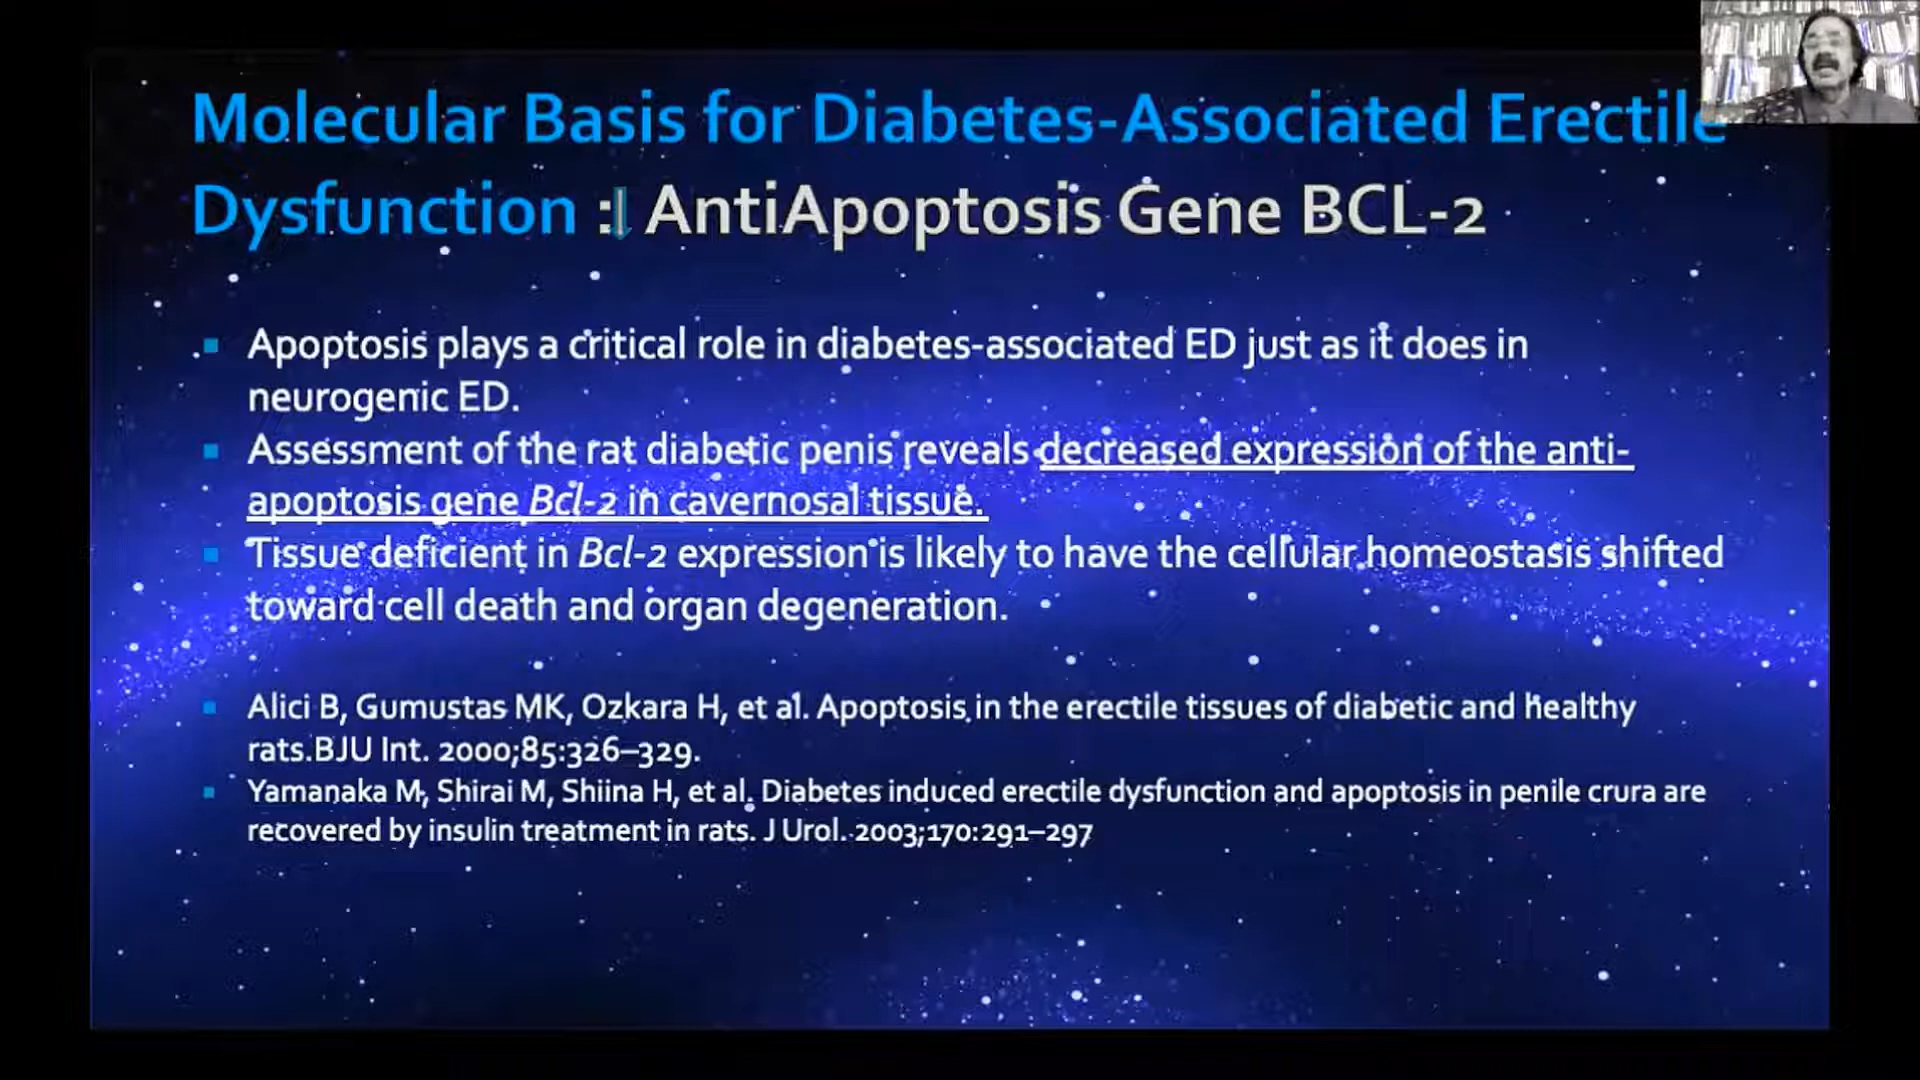 Molecular Basis for Diabetes-Associated Erectile
Dysfunction :↓ AntiApoptosis Gene BCL-2
Apoptosis plays a critical role in diabetes-associated ED just as it does in
neurogenic ED.
Assessment of the rat diabetic penis reveals decreased expression of the anti-
apoptosis gene Bcl-2 in cavernosal tissue.
Tissue deficient in Bcl-2 expression is likely to have the cellular homeostasis shifted
toward cell death and organ degeneration.
Alici B, Gumustas MK, Ozkara H, et al. Apoptosis in the erectile tissues of diabetic and healthy
rats.BJU Int. 2000;85:326–329.
Yamanaka M, Shirai M, Shiina H, et al. Diabetes induced erectile dysfunction and apoptosis in penile crura are
recovered by insulin treatment in rats. J Urol. 2003;170:291–297